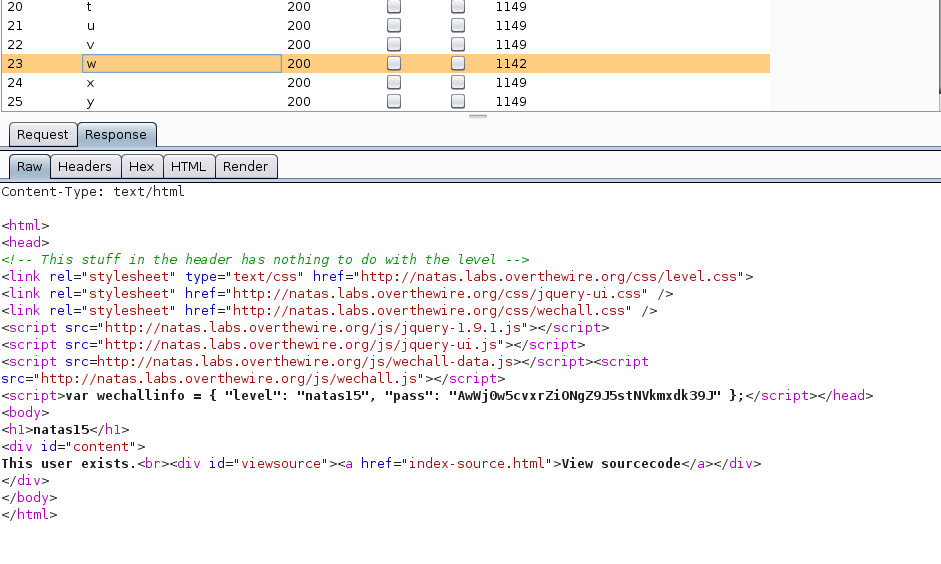 20 t 200 1149
21 u 200 1149
22 v 200 1149
23 w 200 1142
24 x 200 1149
25 y 200 1149
Request Response
Raw Headers Hex HTML Render
Content-Type: text/html
<html>
<head>
<!-- This stuff in the header has nothing to do with the level -->
<link rel="stylesheet" type="text/css" href="http://natas.labs.overthewire.org/css/level.css">
<link rel="stylesheet" href="http://natas.labs.overthewire.org/css/jquery-ui.css" />
<link rel="stylesheet" href="http://natas.labs.overthewire.org/css/wechall.css" />
<script src="http://natas.labs.overthewire.org/js/jquery-1.9.1.js"></script>
<script src="http://natas.labs.overthewire.org/js/jquery-ui.js"></script>
<script src=http://natas.labs.overthewire.org/js/wechall-data.js></script><script
src="http://natas.labs.overthewire.org/js/wechall.js"></script>
<script>var wechallinfo = { "level": "natas15", "pass": "AwWj0w5cvxrZiONgZ9J5stNVkmxdk39J" };</script></head>
<body>
<h1>natas15</h1>
<div id="content">
This user exists.<br><div id="viewsource"><a href="index-source.html">View sourcecode</a></div>
</div>
</body>
</html>